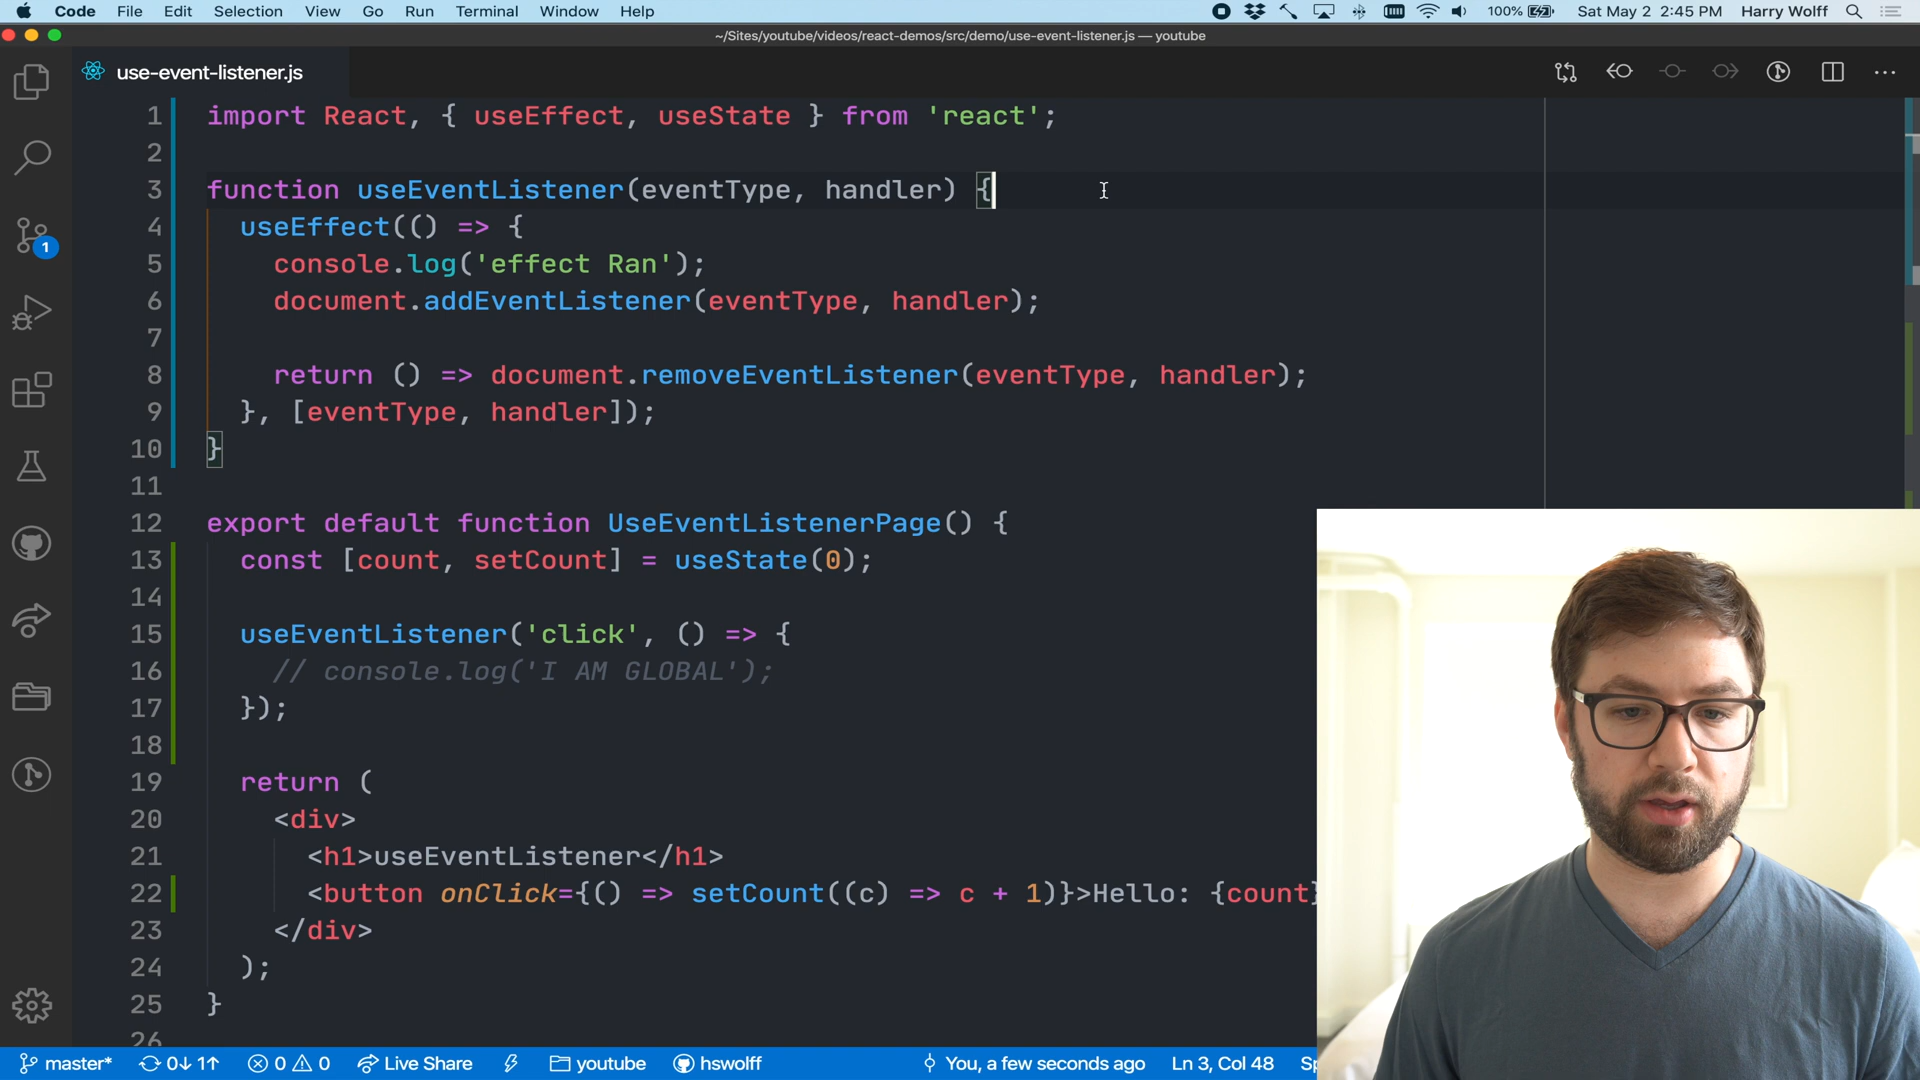 Code File Edit Selection View Go Run Terminal Window Help 100% Sat May 2 2:45 PM Harry Wolff
~/Sites/youtube/videos/react-demos/src/demo/use-event-listener.js — youtube
use-event-listener.js
1 import React, { useEffect, useState } from 'react';
2
3 function useEventListener(eventType, handler) {
4 useEffect(() => {
5 console.log('effect Ran');
6 document.addEventListener(eventType, handler);
7
8 return () => document.removeEventListener(eventType, handler);
9 }, [eventType, handler]);
10 }
11
12 export default function UseEventListenerPage() {
13 const [count, setCount] = useState(0);
14
15 useEventListener('click', () => {
16 // console.log('I AM GLOBAL');
17 });
18
19 return (
20 <div>
21 <h1>useEventListener</h1>
22 <button onClick={() => setCount((c) => c + 1)}>Hello: {count}
23 </div>
24 );
25 }
26
1
master* 0↓ 1↑ 0 0 Live Share youtube hswolff You, a few seconds ago Ln 3, Col 48